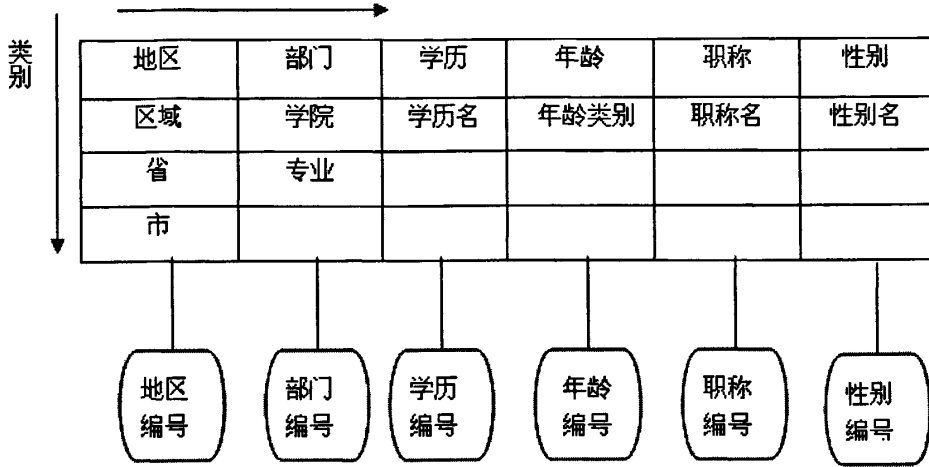 类别
地区 部门 学历 年龄 职称 性别
区域 学院 学历名 年龄类别 职称名 性别名
省 专业
市
地区 部门 学历 年龄 职称 性别
编号 编号 编号 编号 编号 编号